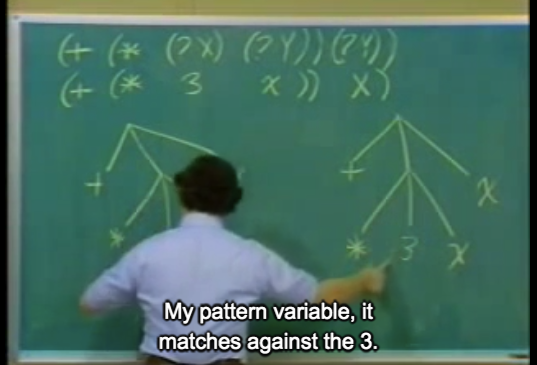 (+ (* (? X) (? Y)) (? Y))
(+ (* 3 X)) X)
+
*
+
* 3 X
X
My pattern variable, it
matches against the 3.